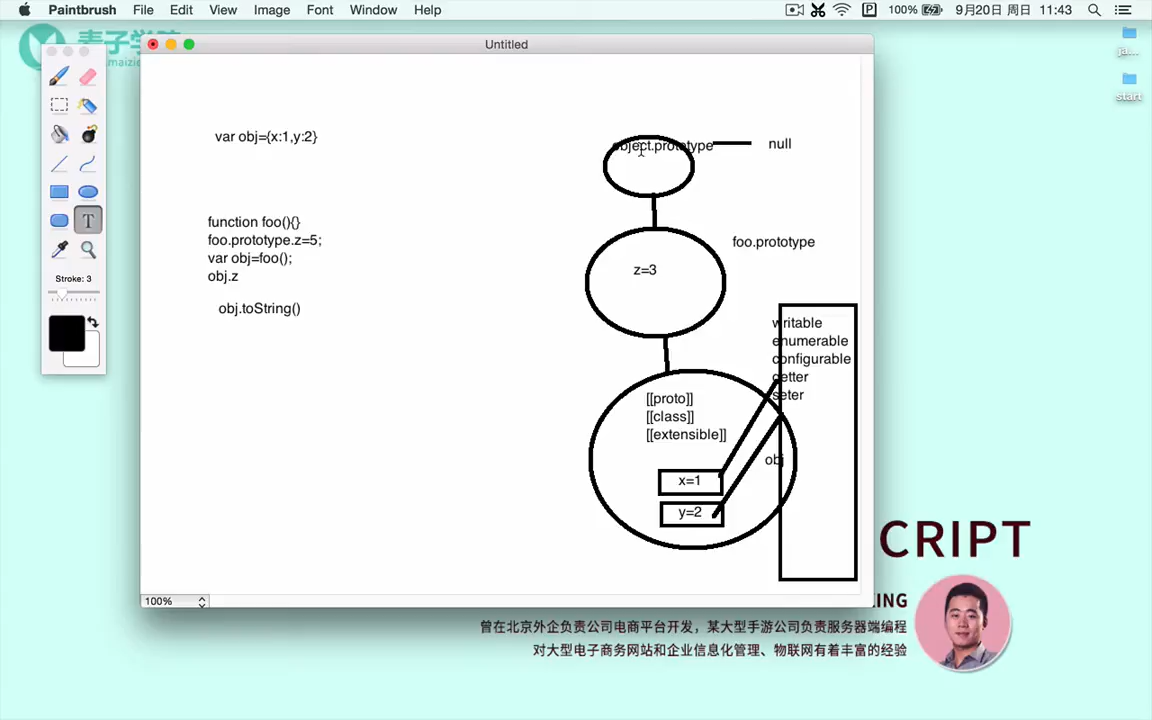 Paintbrush File Edit View Image Font Window Help 100% 9月20日 周日 11:43
Untitled
ja...
start
var obj={x:1,y:2}
function foo(){}
foo.prototype.z=5;
var obj=foo();
obj.z
obj.toString()
object.prototype
null
foo.prototype
z=3
writable
enumerable
configurable
getter
seter
[[proto]]
[[class]]
[[extensible]]
obj
x=1
y=2
Stroke: 3
100%
CRIPT
曾在北京外企负责公司电商平台开发，某大型手游公司负责服务器端编程
对大型电子商务网站和企业信息化管理、物联网有着丰富的经验